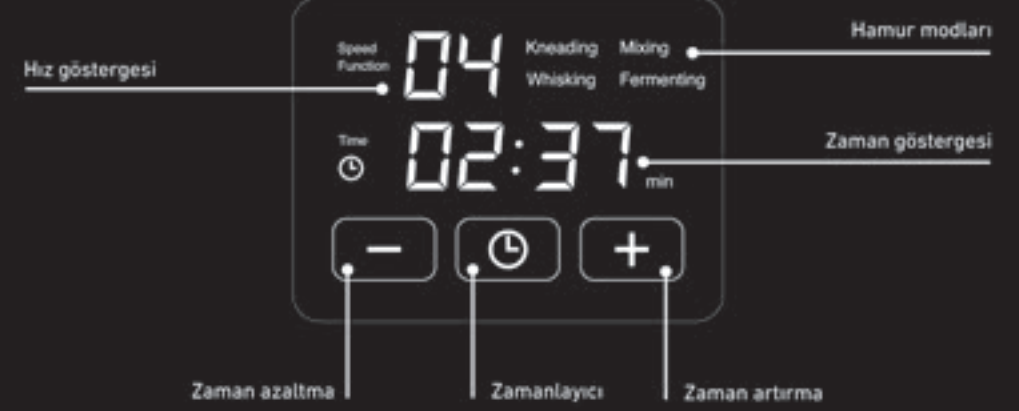 Hamur modları
Speed
Function
04
Kneading Mixing
Whisking Fermenting
Hız göstergesi
Time
02:37
min
Zaman göstergesi
Zaman azaltma
Zamanlayıcı
Zaman artırma